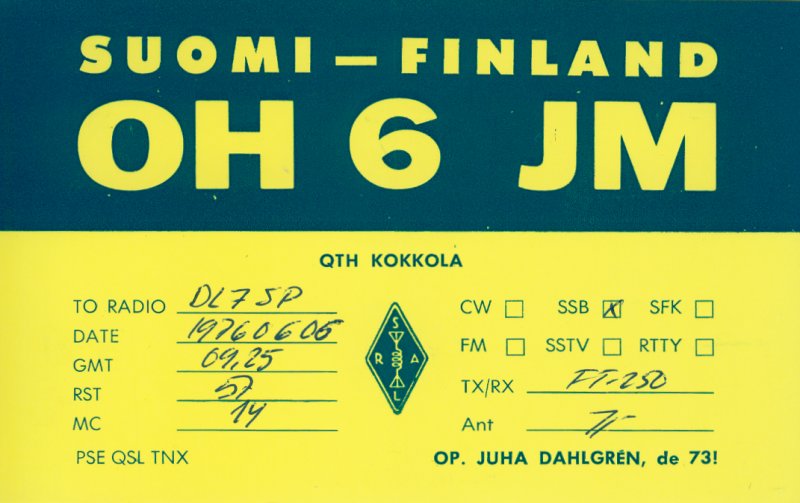 SUOMI – FINLAND
OH 6 JM
QTH KOKKOLA
TO RADIO DL7SP
DATE 19760606
GMT 09,25
RST 57
MC 14
PSE QSL TNX
S
R A
L
CW SSB X SFK
FM SSTV RTTY
TX/RX FT-250
Ant
OP. JUHA DAHLGRÉN, de 73!